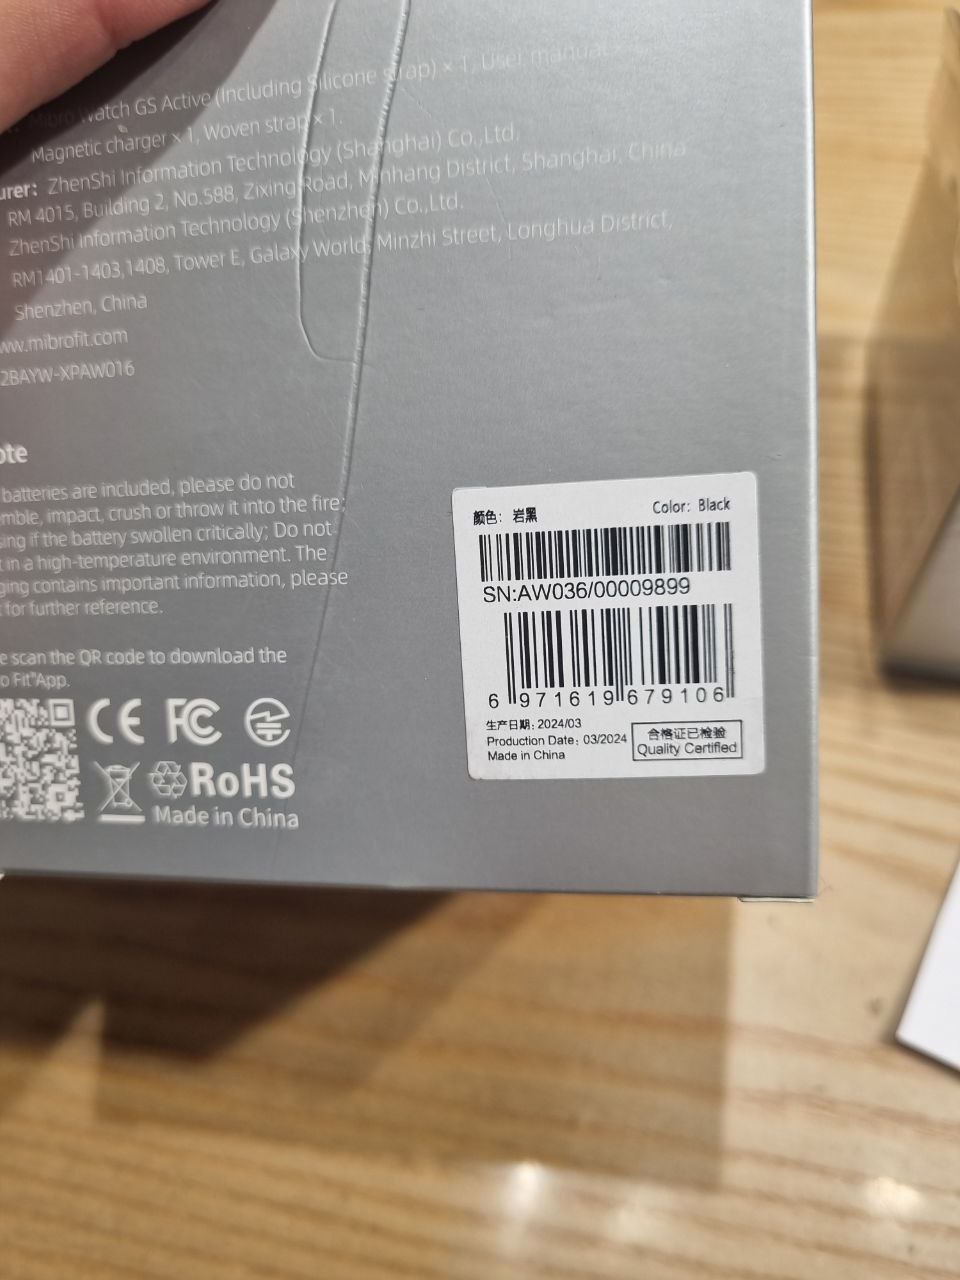 Mibro Watch GS Active (Including Silicone strap) × 1, User manual
Magnetic charger × 1, Woven strap × 1.
urer: ZhenShi Information Technology (Shanghai) Co.,Ltd.
RM 4015, Building 2, No.588, Zixing Road, Minhang District, Shanghai, China
ZhenShi Information Technology (Shenzhen) Co.,Ltd.
RM1401-1403,1408, Tower E, Galaxy World, Minzhi Street, Longhua District,
Shenzhen, China
ww.mibrofit.com
2BAYW-XPAW016
ote
batteries are included, please do not
mble, impact, crush or throw it into the fire;
sing if the battery swollen critically; Do not
t in a high-temperature environment. The
ging contains important information, please
for further reference.
e scan the QR code to download the
o Fit" App.
CE FC
RoHS
Made in China
颜色: 岩黑 Color: Black
SN:AW036/00009899
6 971619 679106
生产日期: 2024/03
Production Date: 03/2024
Made in China
合格证已检验
Quality Certified